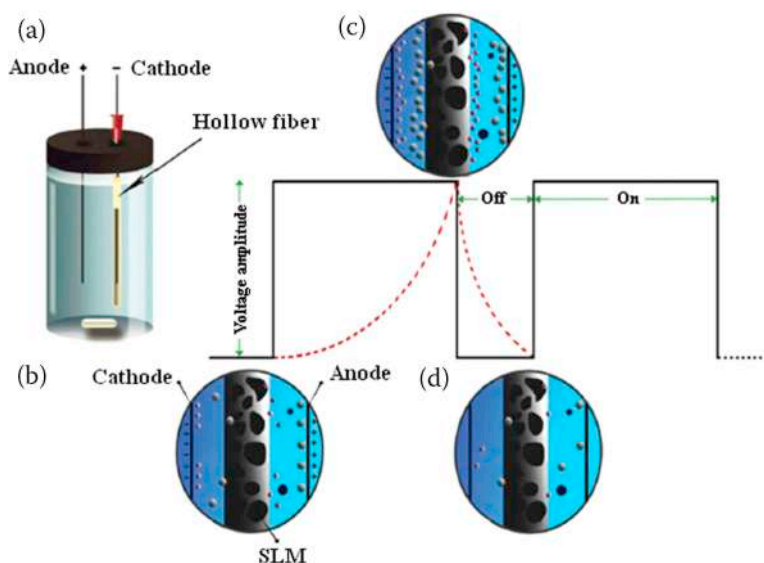 (a)
Anode + − Cathode
Hollow fiber
(c)
Voltage amplitude
Off
On
(b)
Cathode
Anode
SLM
(d)